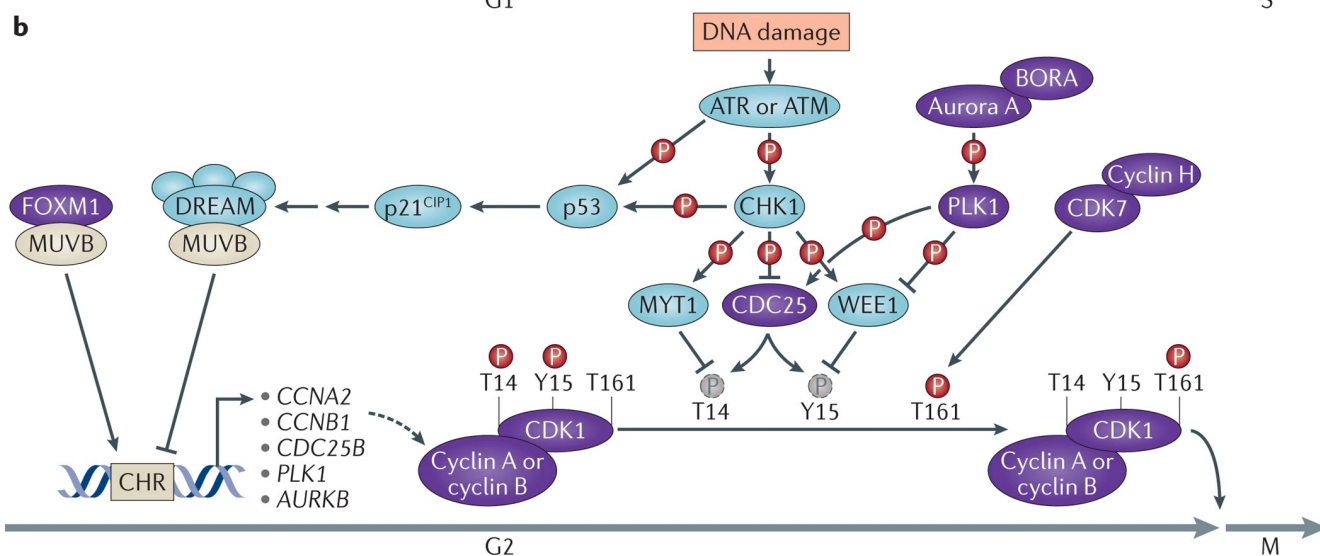 G1
S
b
DNA damage
ATR or ATM
BORA
Aurora A
P
P
P
Cyclin H
CDK7
FOXM1
MUVB
DREAM
MUVB
p21CIP1
p53
P
CHK1
PLK1
P
P
P
P
P
MYT1
CDC25
WEE1
P
T14
P
Y15
P
T161
P
T14
P
Y15
T161
CDK1
Cyclin A or
cyclin B
T14
Y15
P
T161
CDK1
Cyclin A or
cyclin B
CHR
• CCNA2
• CCNB1
• CDC25B
• PLK1
• AURKB
G2
M